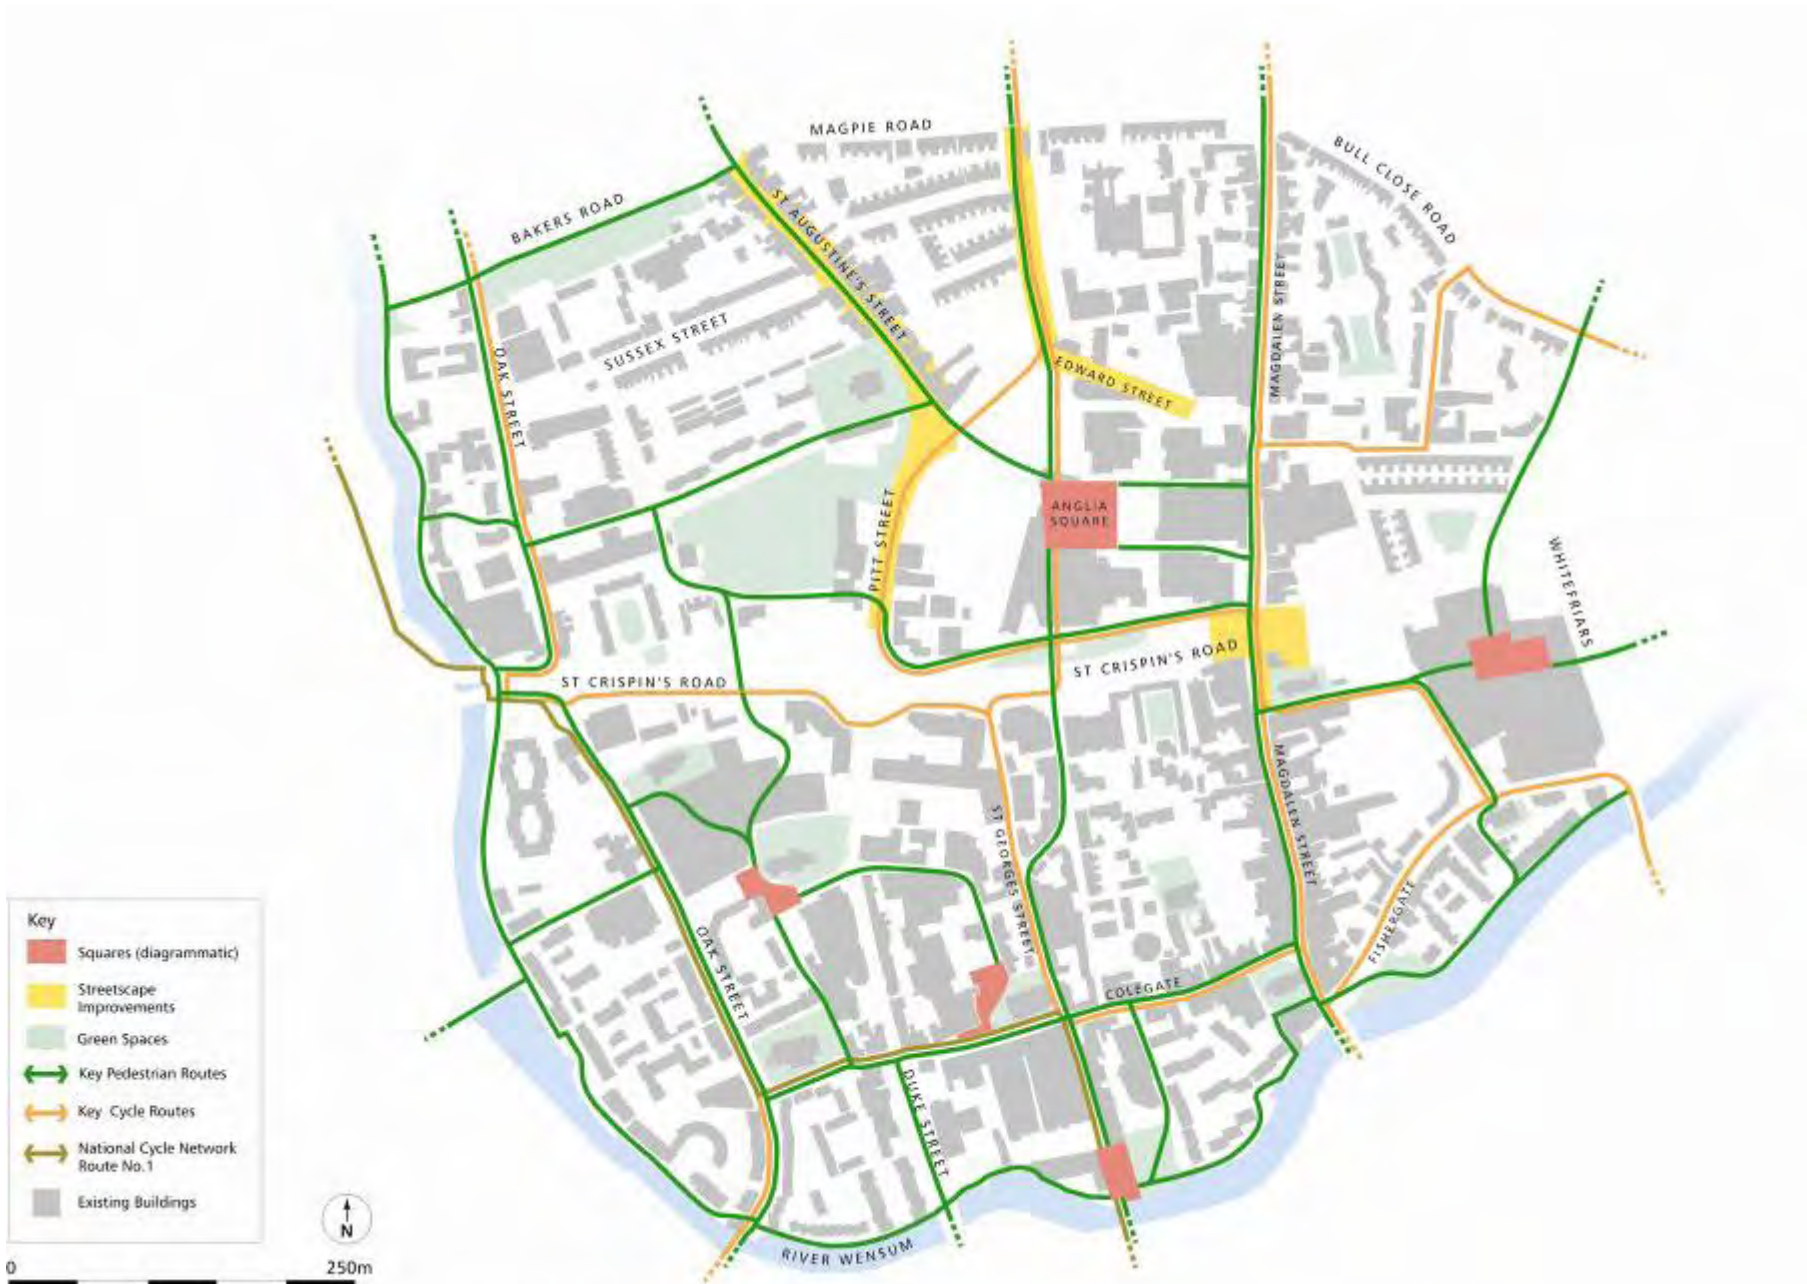 MAGPIE ROAD
BULL CLOSE ROAD
BAKERS ROAD
ST AUGUSTINE'S STREET
MAGDALEN STREET
SUSSEX STREET
OAK STREET
EDWARD STREET
ANGLIA
SQUARE
PITT STREET
WHITEFRIARS
ST CRISPIN'S ROAD
ST CRISPIN'S ROAD
MAGDALEN STREET
ST GEORGES STREET
FISHERGATE
OAK STREET
COLEGATE
DUKE STREET
RIVER WENSUM
Key
Squares (diagrammatic)
Streetscape
Improvements
Green Spaces
Key Pedestrian Routes
Key Cycle Routes
National Cycle Network
Route No.1
Existing Buildings
N
0 250m